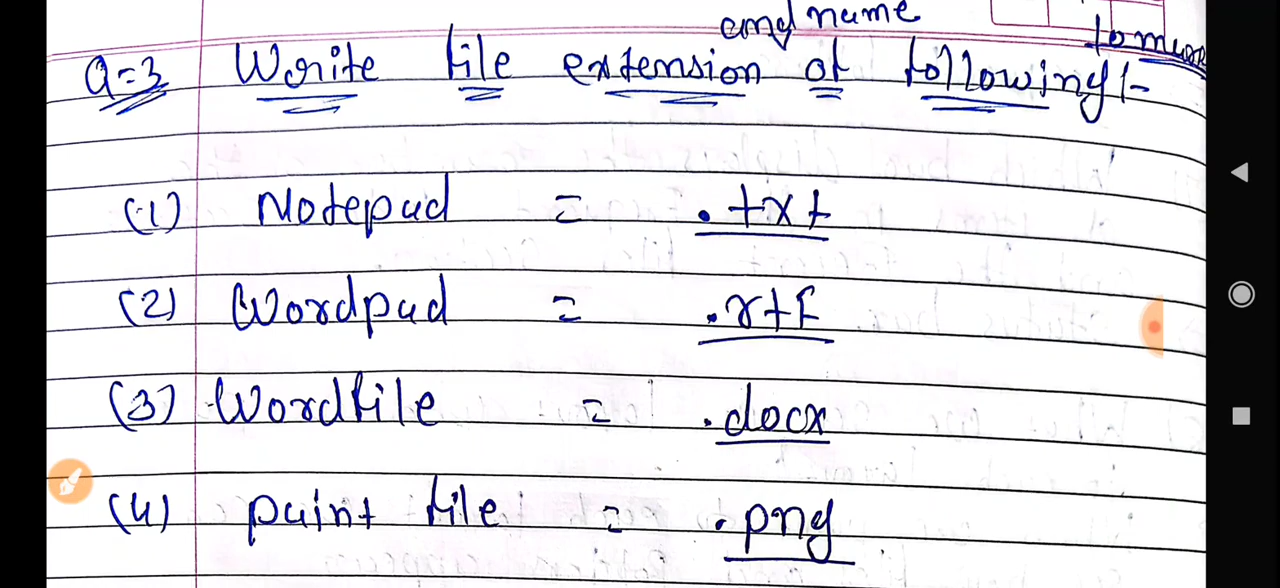 and name
Q=3 Write file extension of following :-
(1) Notepad = .txt
(2) Wordpad = .rtf
(3) Wordfile = .docx
(4) paint file = .png